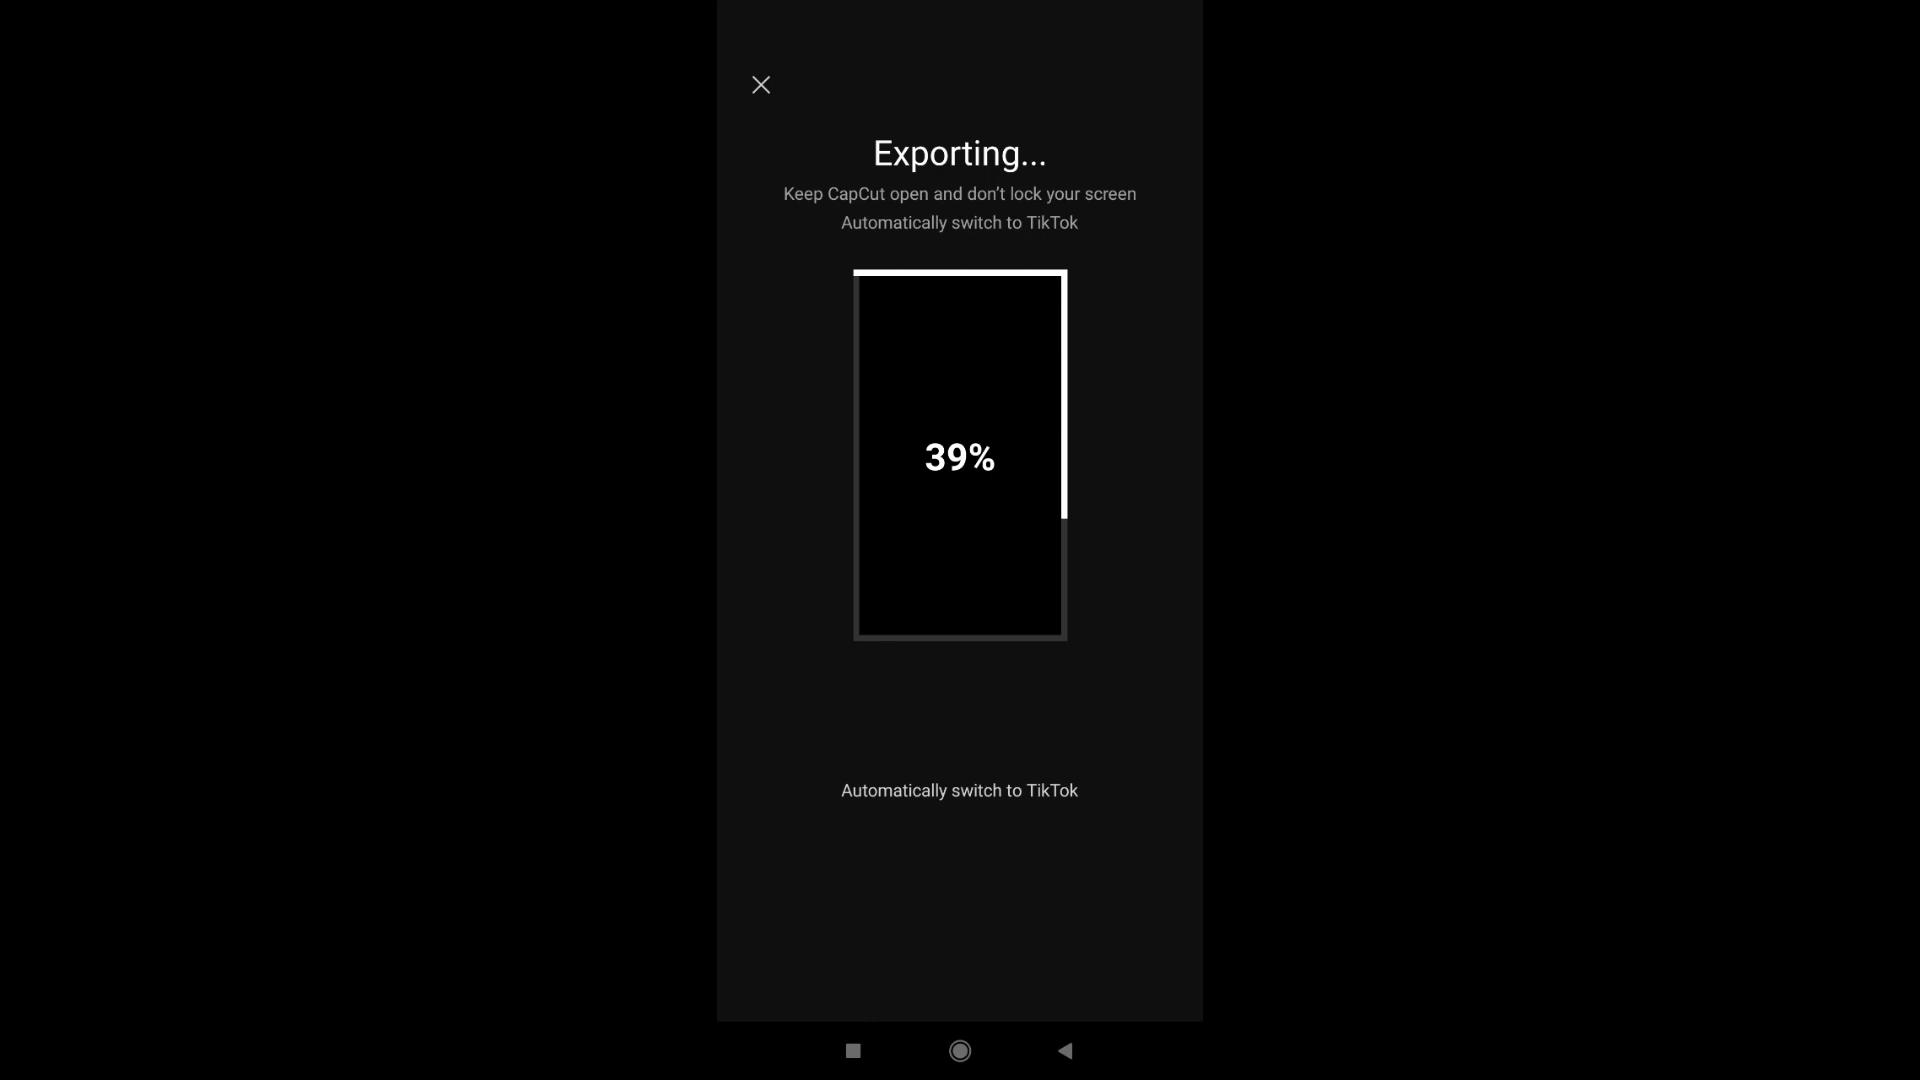 Exporting...
Keep CapCut open and don’t lock your screen
Automatically switch to TikTok
39%
Automatically switch to TikTok